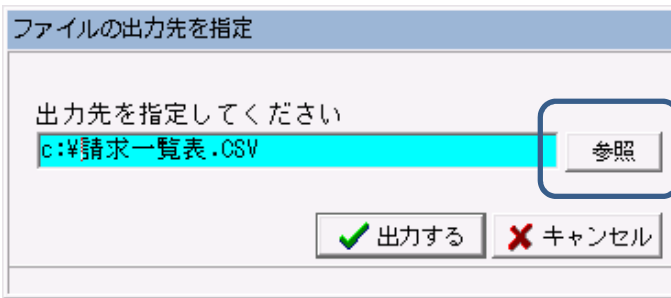 ファイルの出力先を指定
出力先を指定してください
c:¥請求一覧表.CSV
参照
出力する
キャンセル